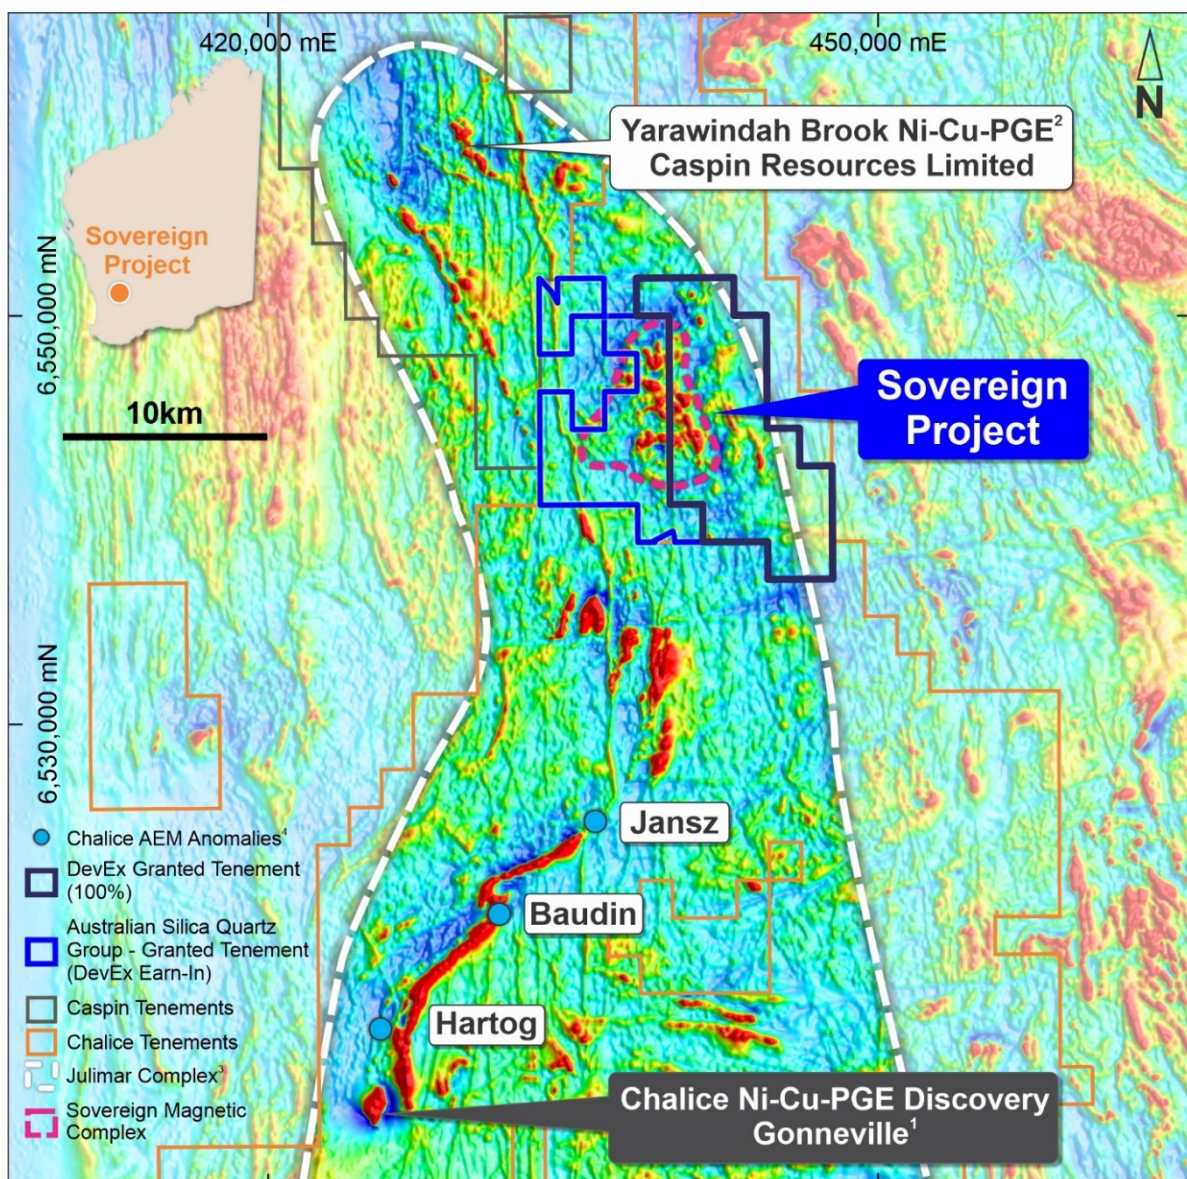 420,000 mE
450,000 mE
N
Yarawindah Brook Ni-Cu-PGE²
Caspin Resources Limited
Sovereign
Project
6,550,000 mN
10km
Sovereign
Project
6,530,000 mN
Jansz
Baudin
Hartog
Chalice AEM Anomalies⁴
DevEx Granted Tenement
(100%)
Australian Silica Quartz
Group - Granted Tenement
(DevEx Earn-In)
Caspin Tenements
Chalice Tenements
Julimar Complex³
Sovereign Magnetic
Complex
Chalice Ni-Cu-PGE Discovery
Gonneville¹